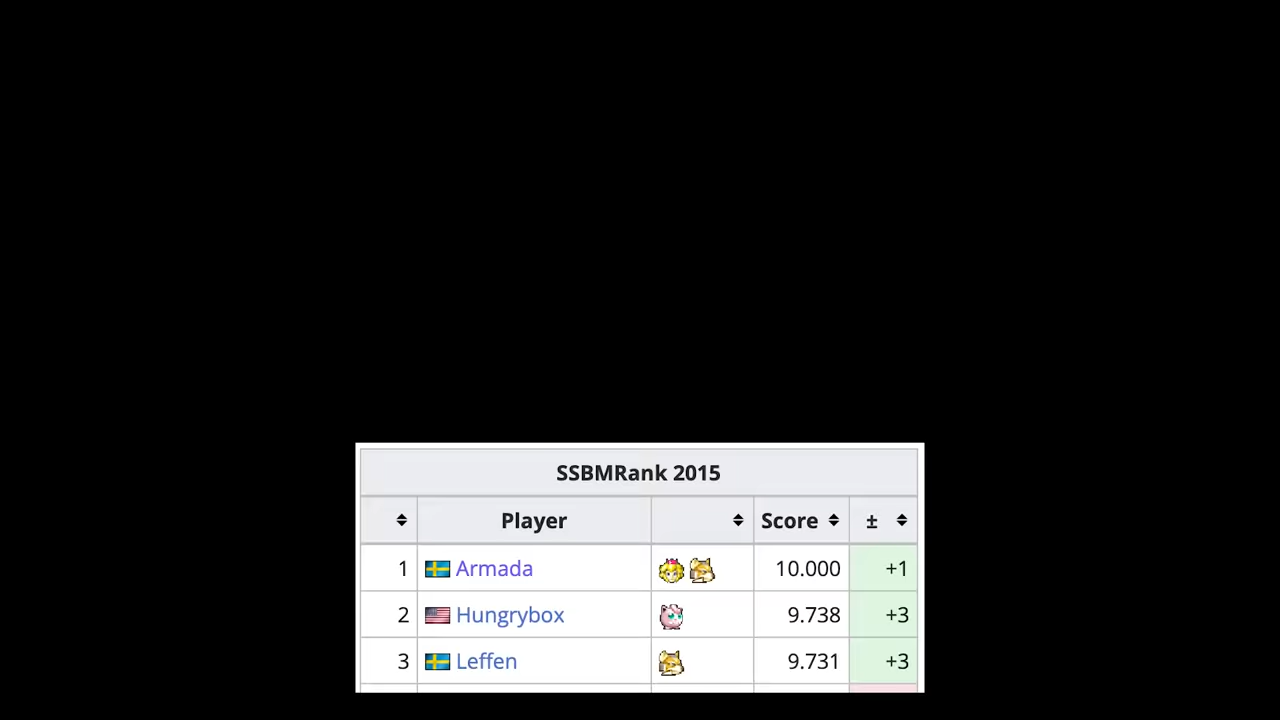 SSBMRank 2015
Player Score ±
1 Armada 10.000 +1
2 Hungrybox 9.738 +3
3 Leffen 9.731 +3